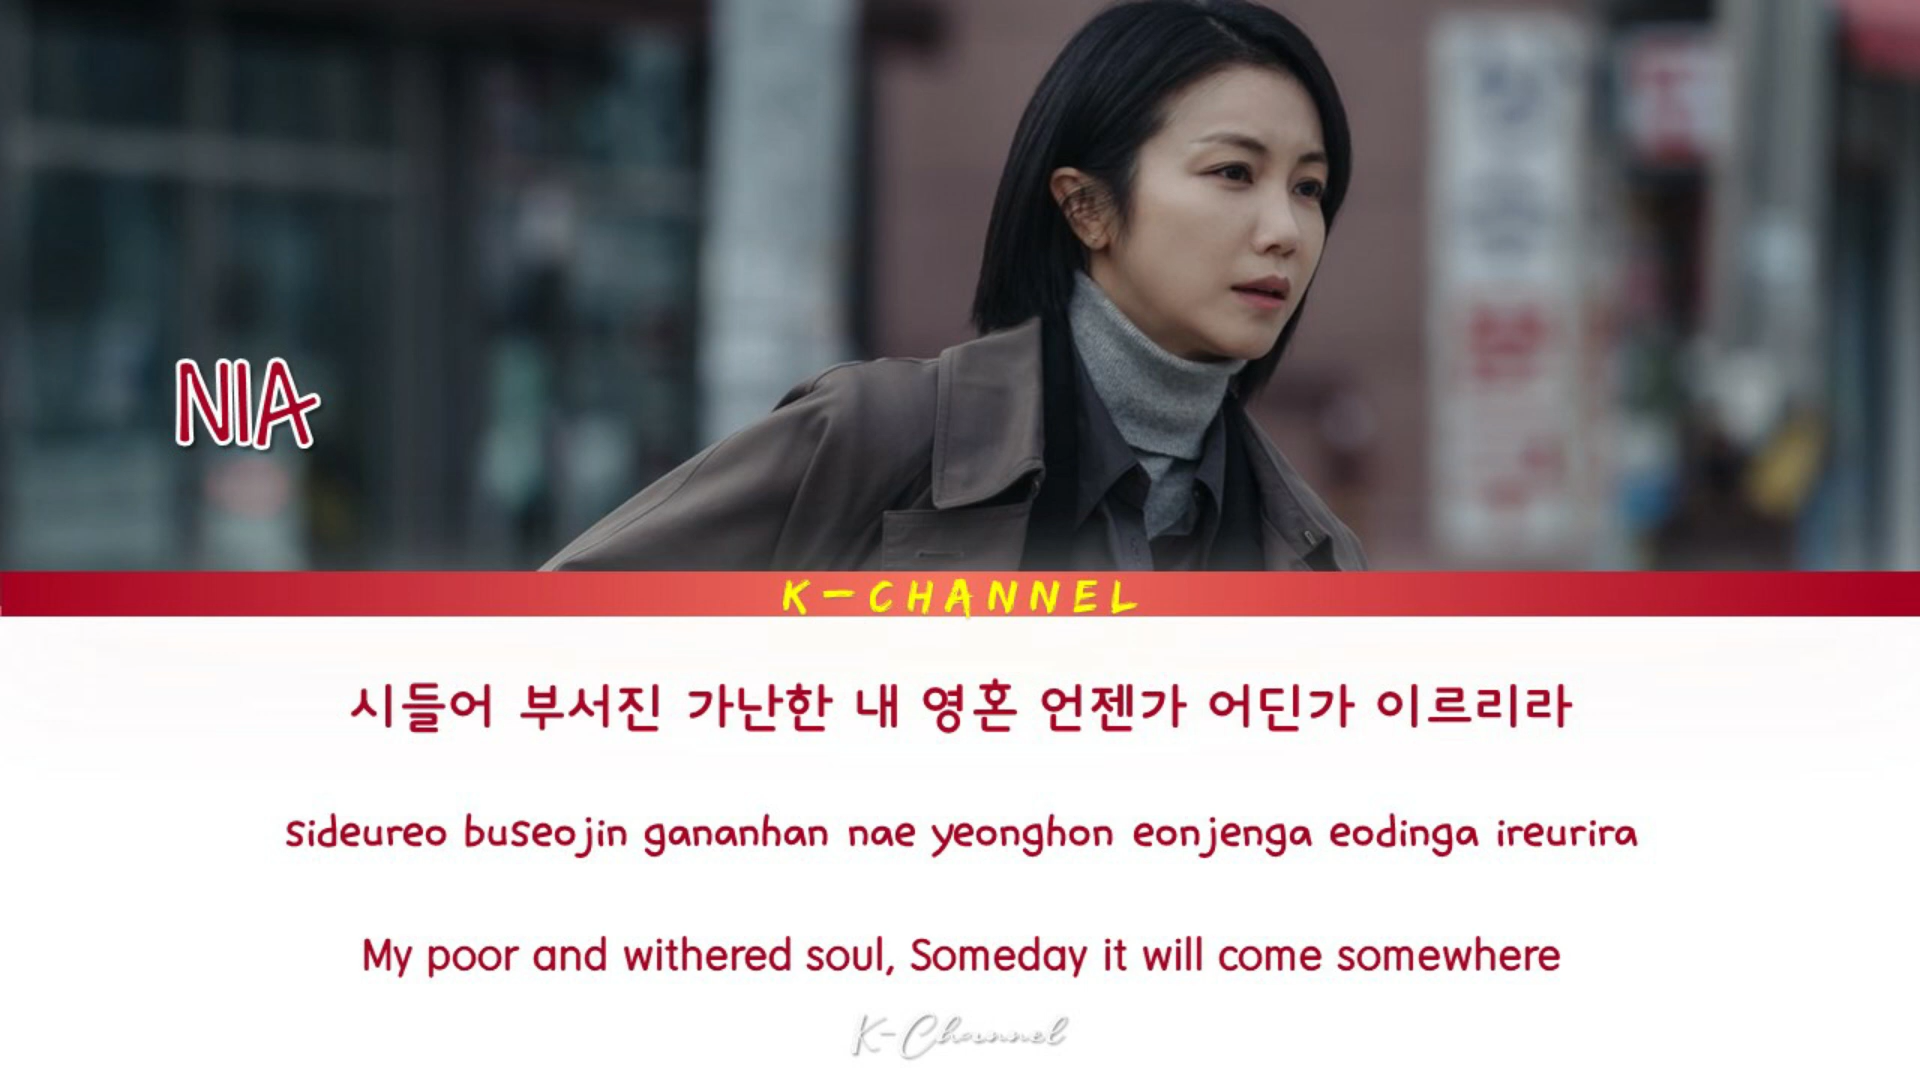 NIA
K-CHANNEL
시들어 부서진 가난한 내 영혼 언젠가 어딘가 이르리라
sideureo buseojin gananhan nae yeonghon eonjenga eodinga ireurira
My poor and withered soul, Someday it will come somewhere
K-Channel